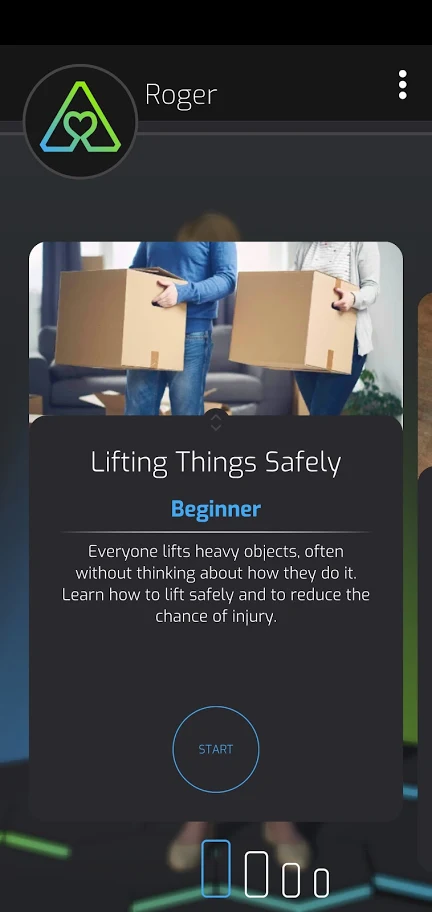 Roger
Lifting Things Safely
Beginner
Everyone lifts heavy objects, often
without thinking about how they do it.
Learn how to lift safely and to reduce the
chance of injury.
START